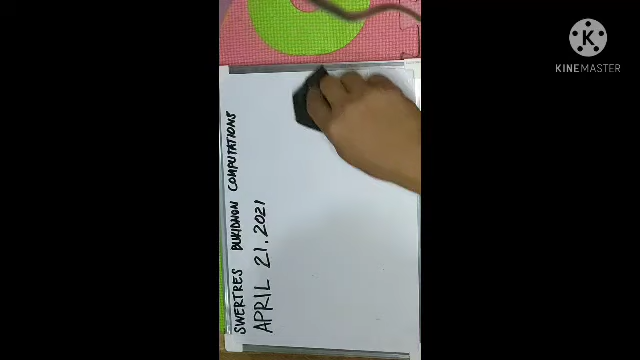 SWERTRES BUKIDNON COMPUTATIONS
APRIL 21, 2021
K
KINEMASTER